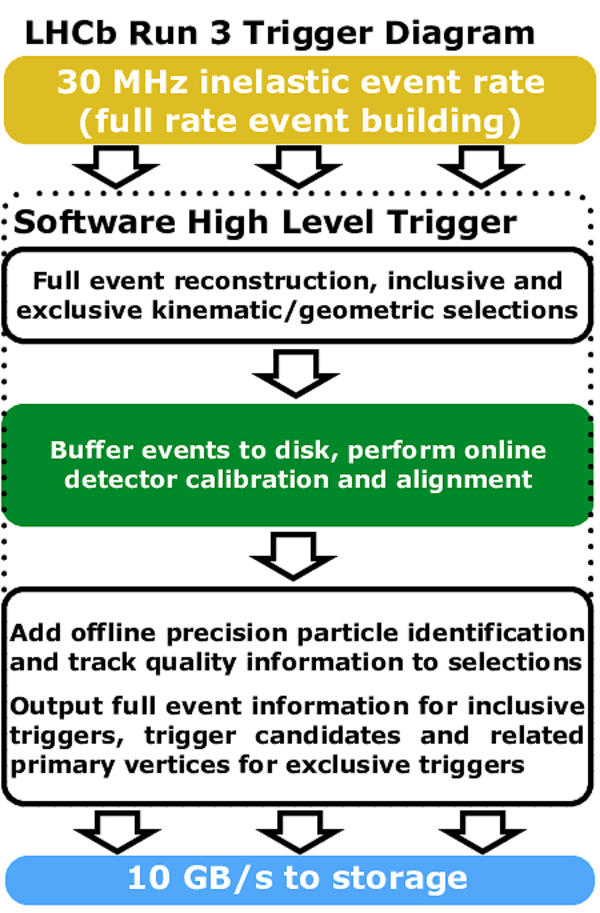 LHCb Run 3 Trigger Diagram
30 MHz inelastic event rate
(full rate event building)
Software High Level Trigger
Full event reconstruction, inclusive and
exclusive kinematic/geometric selections
Buffer events to disk, perform online
detector calibration and alignment
Add offline precision particle identification
and track quality information to selections
Output full event information for inclusive
triggers, trigger candidates and related
primary vertices for exclusive triggers
10 GB/s to storage